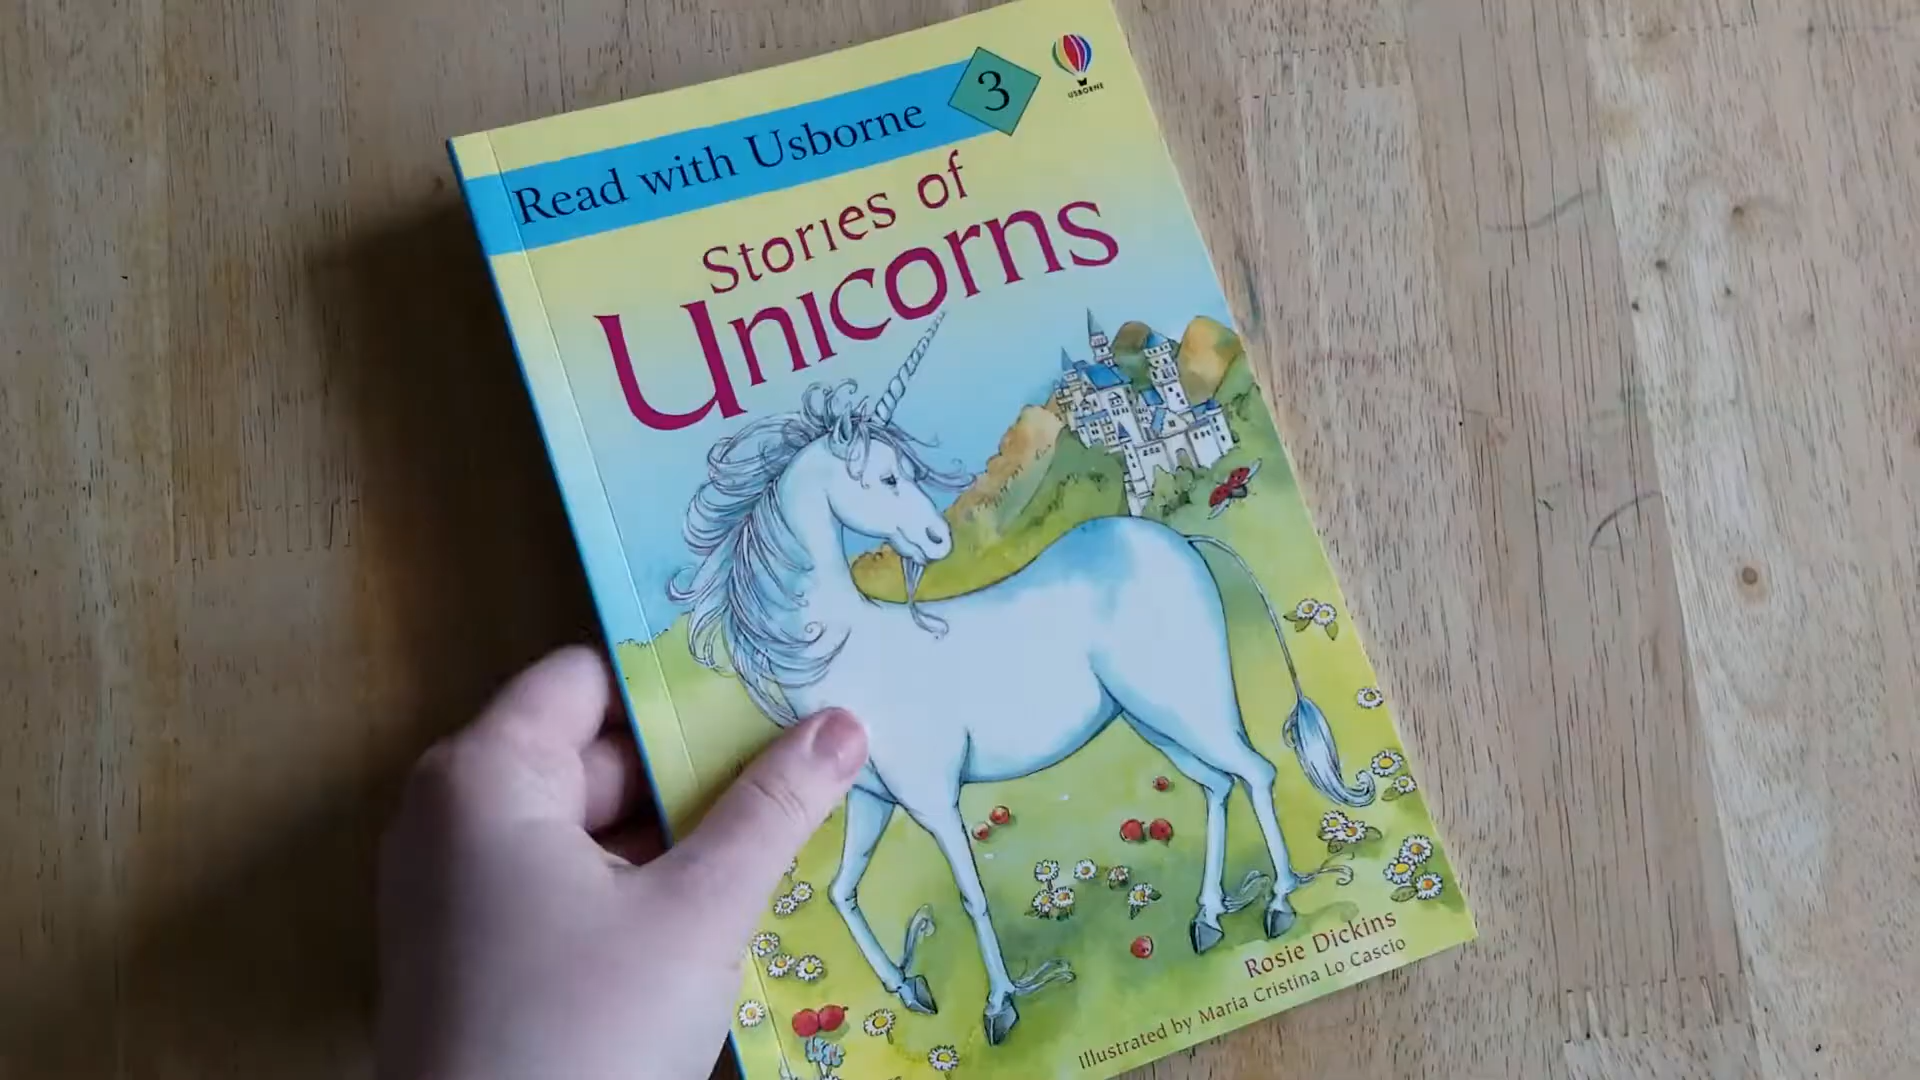 Read with Usborne 3
USBORNE
Stories of
Unicorns
Rosie Dickins
Illustrated by Maria Cristina Lo Cascio